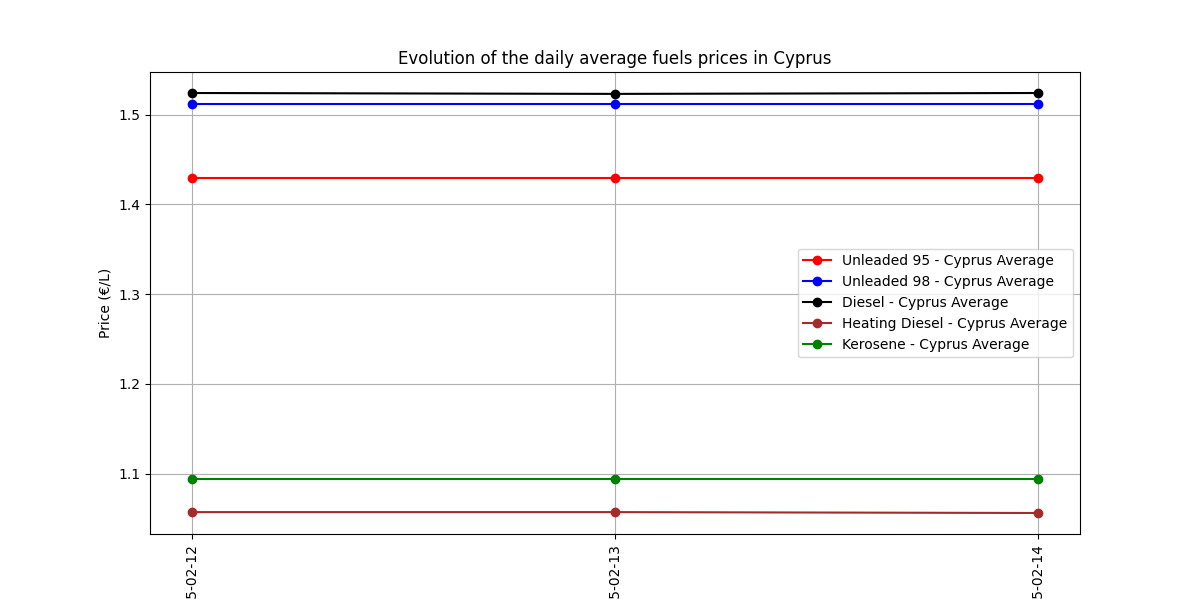 Evolution of the daily average fuels prices in Cyprus
Price (€/L)
1.5
1.4
1.3
1.2
1.1
Unleaded 95 - Cyprus Average
Unleaded 98 - Cyprus Average
Diesel - Cyprus Average
Heating Diesel - Cyprus Average
Kerosene - Cyprus Average
5-02-12
5-02-13
5-02-14